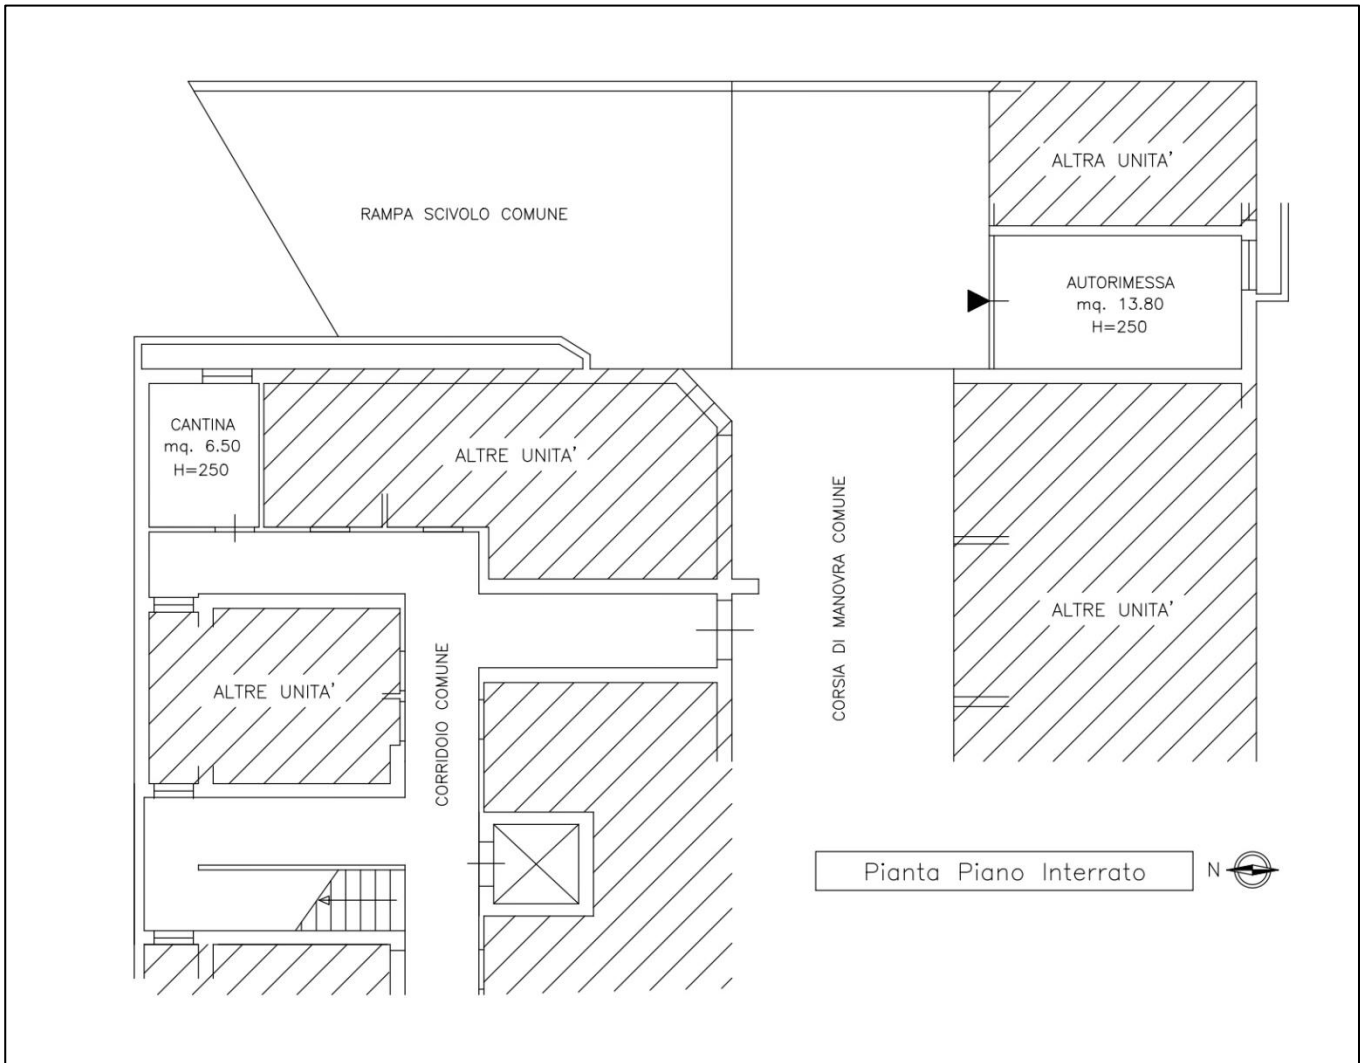 ALTRA UNITA'
RAMPA SCIVOLO COMUNE
AUTORIMESSA
mq. 13.80
H=250
CANTINA
mq. 6.50
H=250
ALTRE UNITA'
CORSIA DI MANOVRA COMUNE
ALTRE UNITA'
ALTRE UNITA'
CORRIDOIO COMUNE
Pianta Piano Interrato
N